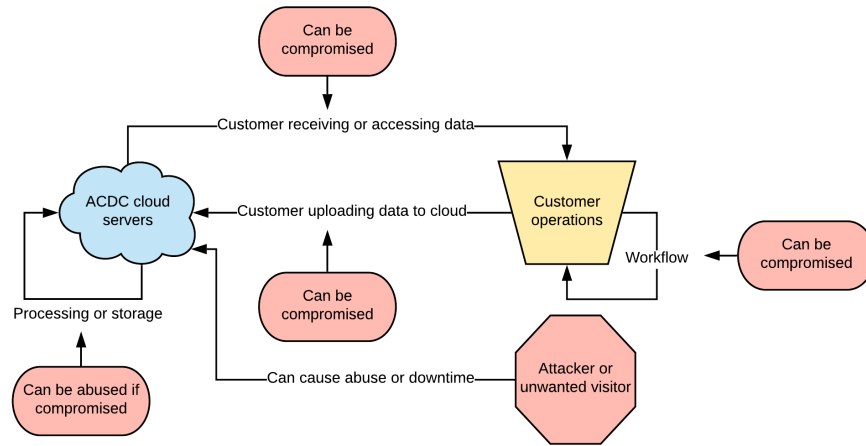 Can be
compromised
Customer receiving or accessing data
ACDC cloud
servers
Customer uploading data to cloud
Customer
operations
Workflow
Can be
compromised
Can be
compromised
Processing or storage
Can be abused if
compromised
Can cause abuse or downtime
Attacker or
unwanted visitor